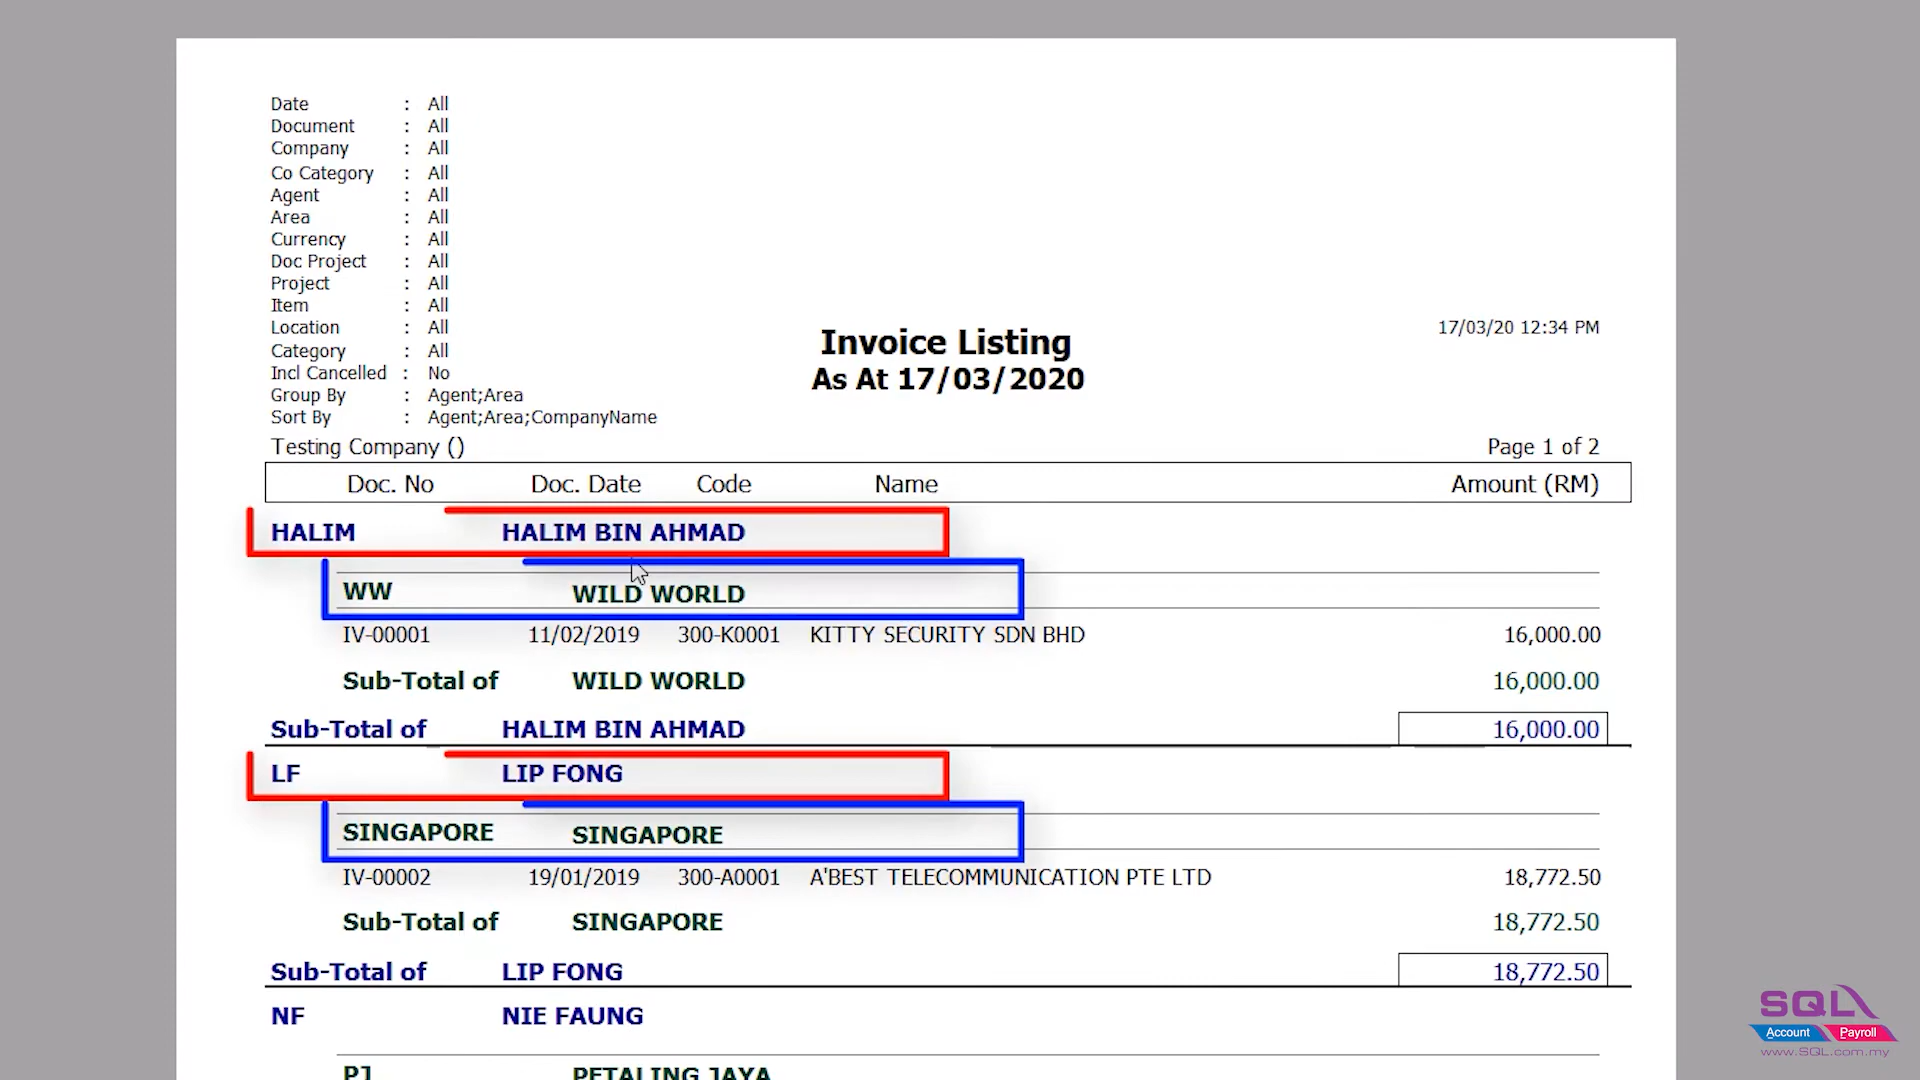 Date : All
Document : All
Company : All
Co Category : All
Agent : All
Area : All
Currency : All
Doc Project : All
Project : All
Item : All
Location : All
Category : All
Incl Cancelled : No
Group By : Agent;Area
Sort By : Agent;Area;CompanyName
17/03/20 12:34 PM
Invoice Listing
As At 17/03/2020
Testing Company () Page 1 of 2
Doc. No Doc. Date Code Name Amount (RM)
HALIM HALIM BIN AHMAD
WW WILD WORLD
IV-00001 11/02/2019 300-K0001 KITTY SECURITY SDN BHD 16,000.00
Sub-Total of WILD WORLD 16,000.00
Sub-Total of HALIM BIN AHMAD 16,000.00
LF LIP FONG
SINGAPORE SINGAPORE
IV-00002 19/01/2019 300-A0001 A'BEST TELECOMMUNICATION PTE LTD 18,772.50
Sub-Total of SINGAPORE 18,772.50
Sub-Total of LIP FONG 18,772.50
NF NIE FAUNG
PJ PETALING JAYA
SQL
Account Payroll
www.SQL.com.my